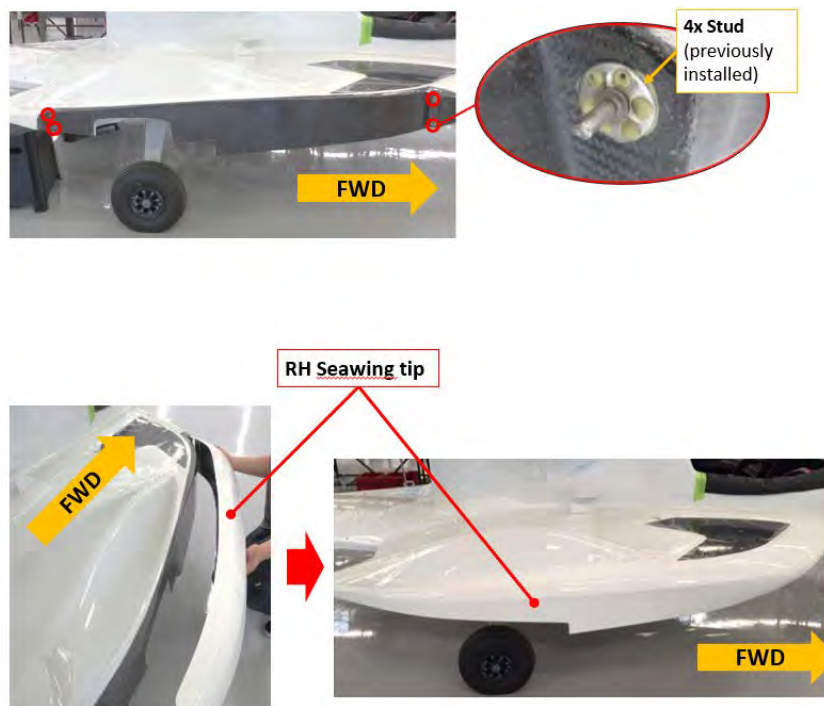 4x Stud
(previously
installed)
FWD
RH Seawing tip
FWD
FWD